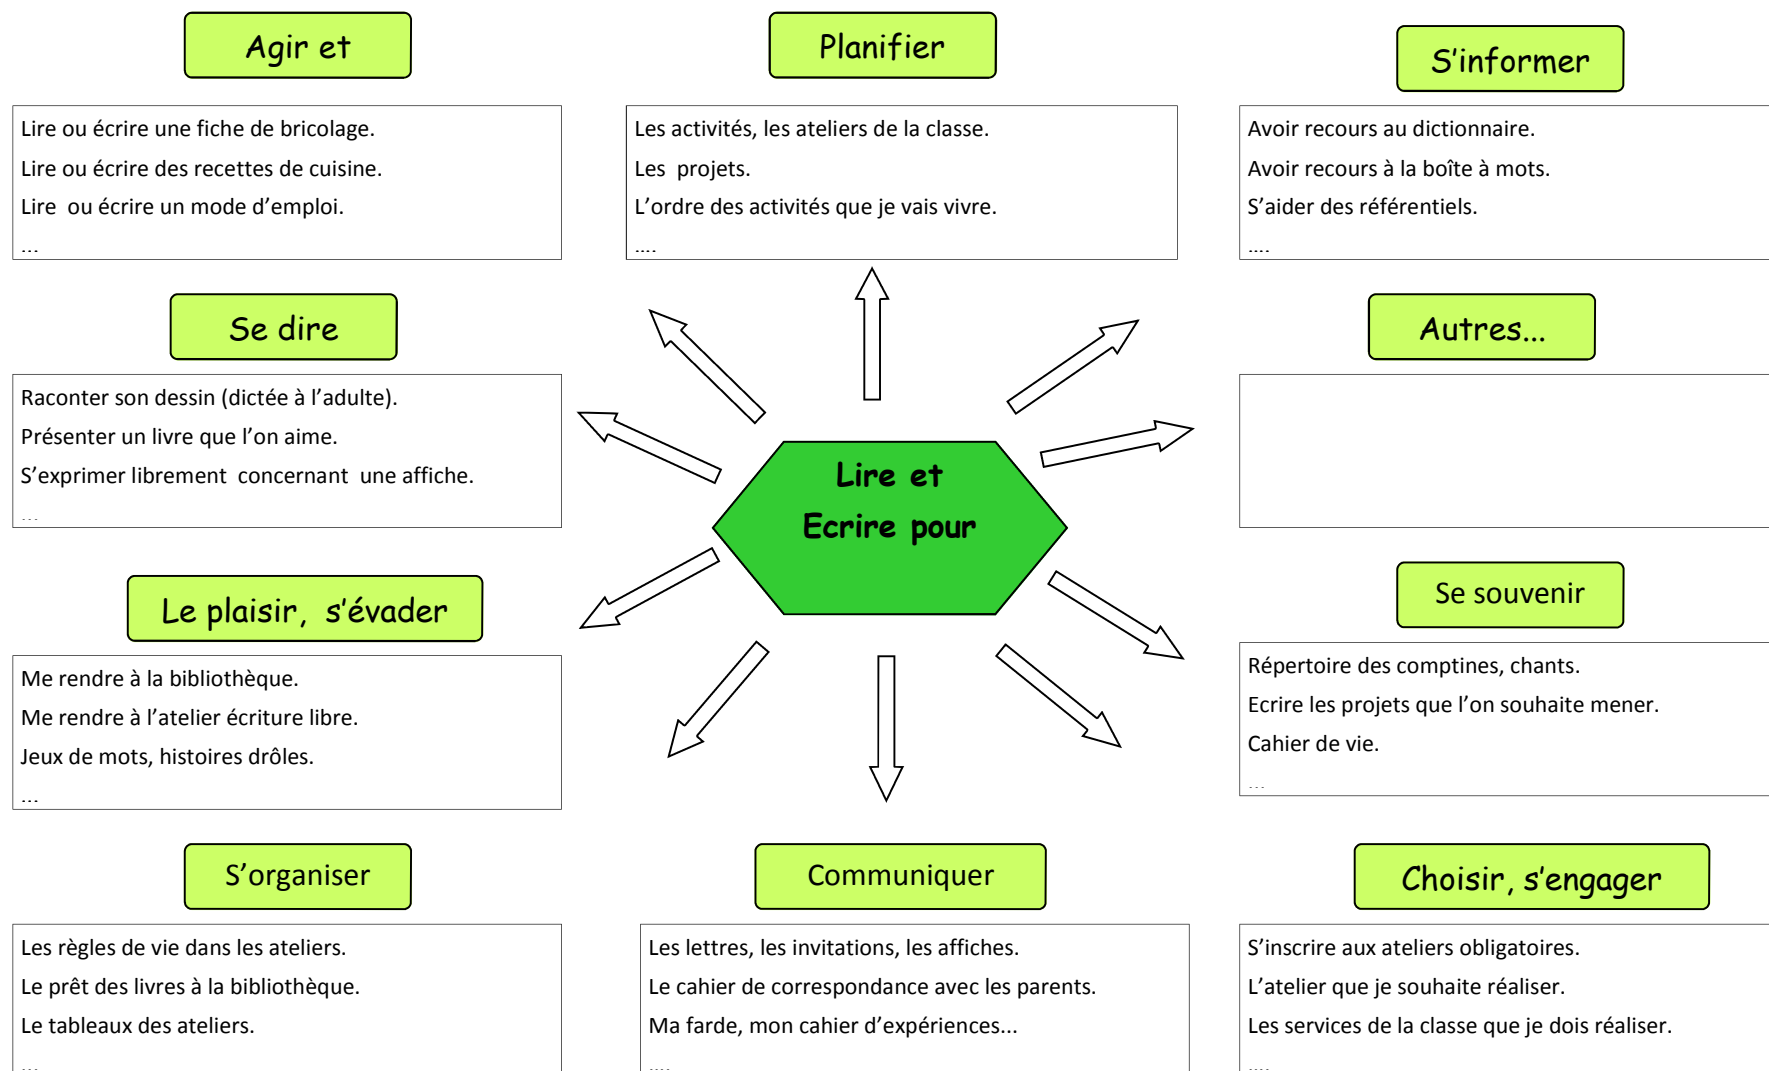 Agir et
Planifier
S'informer
Lire ou écrire une fiche de bricolage.
Lire ou écrire des recettes de cuisine.
Lire ou écrire un mode d’emploi.
...
Les activités, les ateliers de la classe.
Les projets.
L’ordre des activités que je vais vivre.
....
Avoir recours au dictionnaire.
Avoir recours à la boîte à mots.
S’aider des référentiels.
....
Se dire
Autres...
Raconter son dessin (dictée à l’adulte).
Présenter un livre que l’on aime.
S’exprimer librement concernant une affiche.
...
Lire et
Ecrire pour
Le plaisir, s'évader
Se souvenir
Me rendre à la bibliothèque.
Me rendre à l’atelier écriture libre.
Jeux de mots, histoires drôles.
...
Répertoire des comptines, chants.
Ecrire les projets que l’on souhaite mener.
Cahier de vie.
...
S’organiser
Communiquer
Choisir, s'engager
Les règles de vie dans les ateliers.
Le prêt des livres à la bibliothèque.
Le tableaux des ateliers.
...
Les lettres, les invitations, les affiches.
Le cahier de correspondance avec les parents.
Ma farde, mon cahier d’expériences...
....
S’inscrire aux ateliers obligatoires.
L’atelier que je souhaite réaliser.
Les services de la classe que je dois réaliser.
....